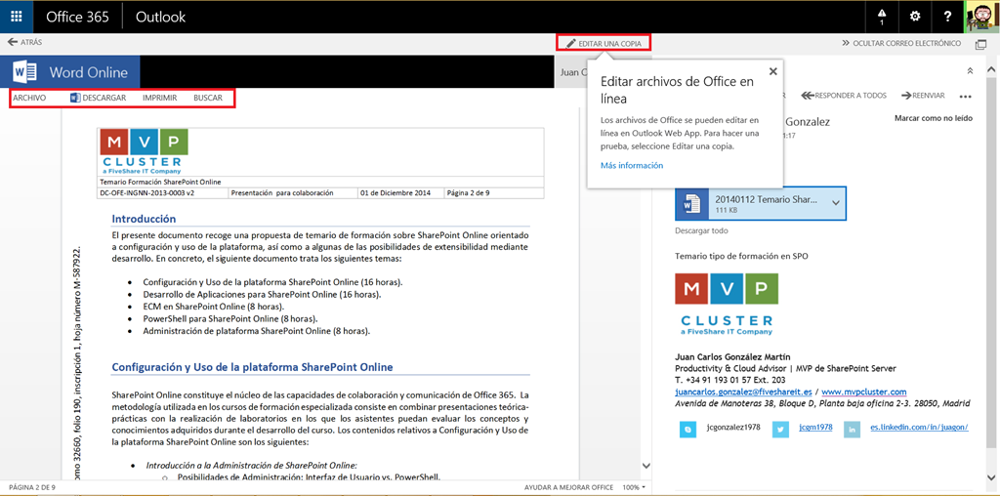 Office 365 Outlook
1
?
ATRÁS
EDITAR UNA COPIA
OCULTAR CORREO ELECTRÓNICO
Word Online
Juan C
ARCHIVO DESCARGAR IMPRIMIR BUSCAR
Editar archivos de Office en
línea
Los archivos de Office se pueden editar en
línea en Outlook Web App. Para hacer una
prueba, seleccione Editar una copia.
Más información
R RESPONDER A TODOS REENVIAR
Gonzalez
Marcar como no leído
1:17
MVP
CLUSTER
a FiveShare IT Company
Temario Formación SharePoint Online
DC-OFE-INGNN-2013-0003 v2 Presentación para colaboración 01 de Diciembre 2014 Página 2 de 9
Introducción
El presente documento recoge una propuesta de temario de formación sobre SharePoint Online orientado
a configuración y uso de la plataforma, así como a algunas de las posibilidades de extensibilidad mediante
desarrollo. En concreto, el siguiente documento trata los siguientes temas:
• Configuración y Uso de la plataforma SharePoint Online (16 horas).
• Desarrollo de Aplicaciones para SharePoint Online (16 horas).
• ECM en SharePoint Online (8 horas).
• PowerShell para SharePoint Online (8 horas).
• Administración de plataforma SharePoint Online (8 horas).
Configuración y Uso de la plataforma SharePoint Online
SharePoint Online constituye el núcleo de las capacidades de colaboración y comunicación de Office 365. La
metodología utilizada en los cursos de formación especializada consiste en combinar presentaciones teórica-
prácticas con la realización de laboratorios en los que los asistentes puedan evaluar los conceptos y
conocimientos adquiridos durante el desarrollo del curso. Los contenidos relativos a Configuración y Uso de
la plataforma SharePoint Online son los siguientes:
• Introducción a la Administración de SharePoint Online:
o Posibilidades de Administración: Interfaz de Usuario vs. PowerShell.
omo 32660, folio 190, inscripción 1, hoja número M-587922.
PÁGINA 2 DE 9
AYUDAR A MEJORAR OFFICE 100%
20140112 Temario Shar...
111 KB
Descargar todo
Temario tipo de formación en SPO
MVP
CLUSTER
a FiveShare IT Company
Juan Carlos González Martín
Productivity & Cloud Advisor | MVP de SharePoint Server
T. +34 91 193 01 57 Ext. 203
juancarlos.gonzalez@fiveshareit.es / www.mvpcluster.com
Avenida de Manoteras 38, Bloque D, Planta baja oficina 2-3. 28050, Madrid
jcgonzalez1978 jcgm1978 es.linkedin.com/in/juagon/